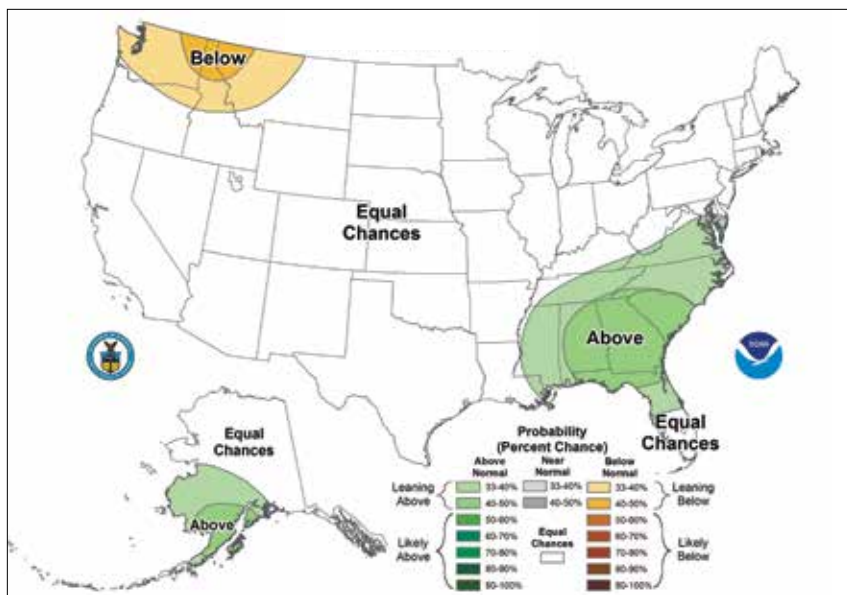 Below
Equal
Chances
Above
Equal
Chances
Equal
Chances
Above
Probability
(Percent Chance)
Above
Normal
Near
Normal
Below
Normal
Leaning
Above
33-40%
33-40%
33-40%
Leaning
Below
40-50%
40-50%
40-50%
Likely
Above
50-60%
50-60%
60-70%
60-70%
70-80%
70-80%
80-90%
80-90%
90-100%
90-100%
Equal
Chances
Likely
Below